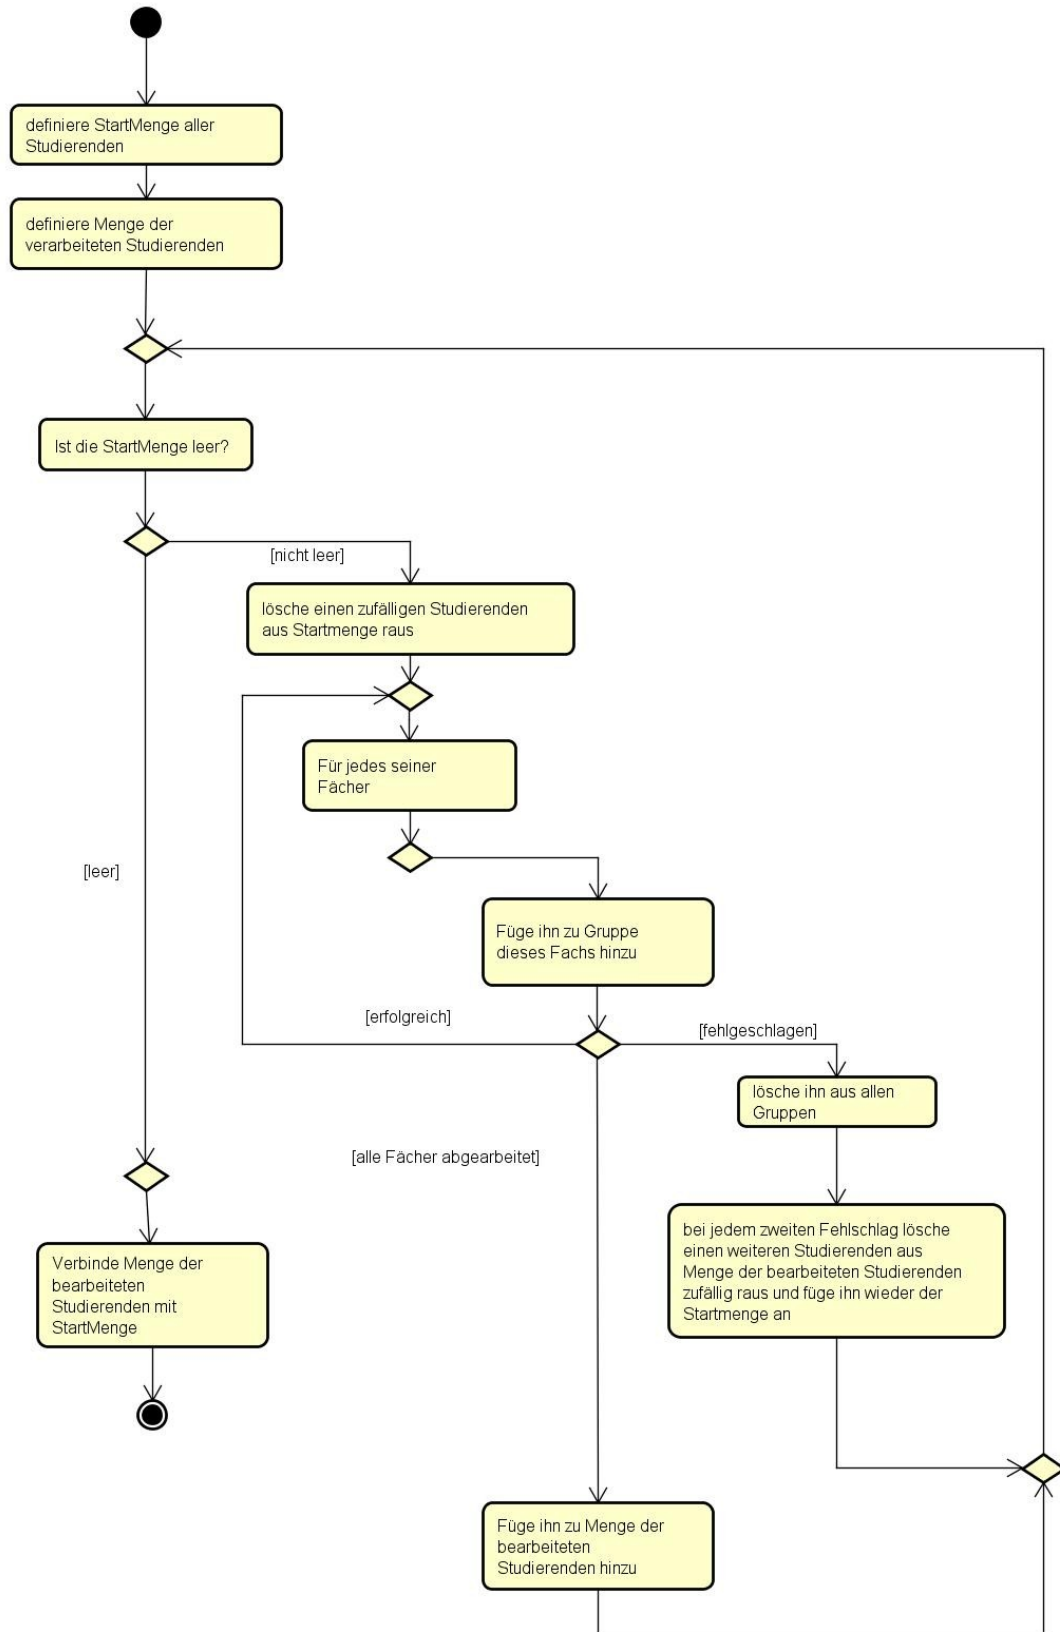 definiere StartMenge aller
Studierenden
definiere Menge der
verarbeiteten Studierenden
Ist die StartMenge leer?
[nicht leer]
lösche einen zufälligen Studierenden
aus Startmenge raus
Für jedes seiner
Fächer
[leer]
Füge ihn zu Gruppe
dieses Fachs hinzu
[erfolgreich]
[fehlgeschlagen]
lösche ihn aus allen
Gruppen
[alle Fächer abgearbeitet]
bei jedem zweiten Fehlschlag lösche
einen weiteren Studierenden aus
Menge der bearbeiteten Studierenden
zufällig raus und füge ihn wieder der
Startmenge an
Verbinde Menge der
bearbeiteten
Studierenden mit
StartMenge
Füge ihn zu Menge der
bearbeiteten
Studierenden hinzu